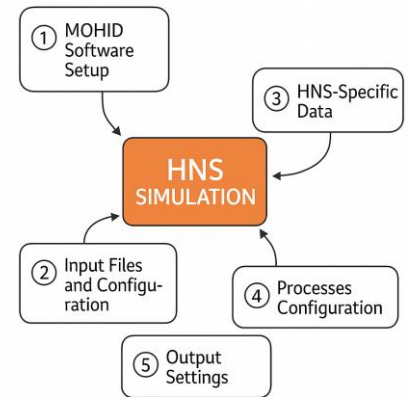 ① MOHID
Software
Setup
③ HNS-Specific
Data
HNS
SIMULATION
② Input Files
and Configu-
ration
④ Processes
Configuration
⑤ Output
Settings